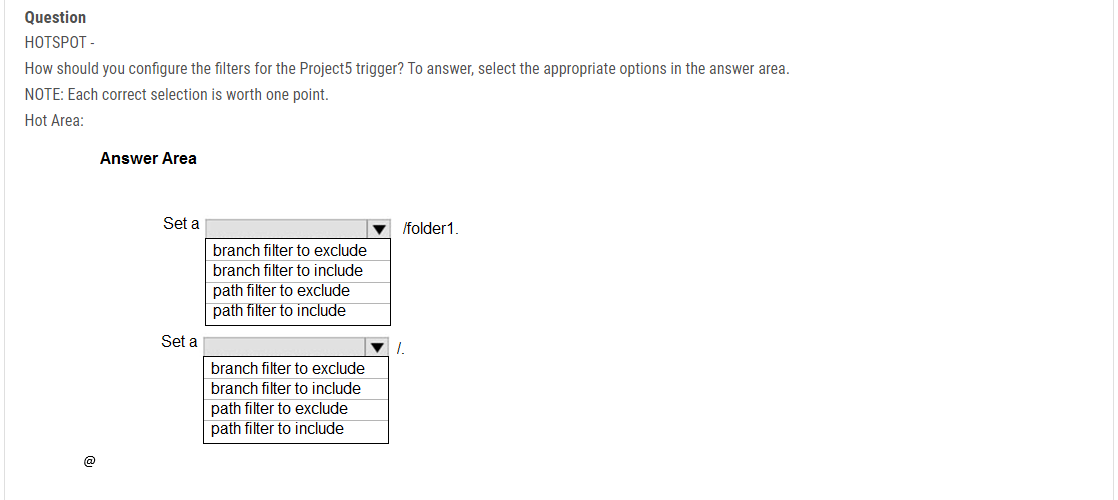 Question
HOTSPOT -
How should you configure the filters for the Project5 trigger? To answer, select the appropriate options in the answer area.
NOTE: Each correct selection is worth one point.
Hot Area:
Answer Area
Set a /folder1.
branch filter to exclude
branch filter to include
path filter to exclude
path filter to include
Set a /.
branch filter to exclude
branch filter to include
path filter to exclude
path filter to include
@